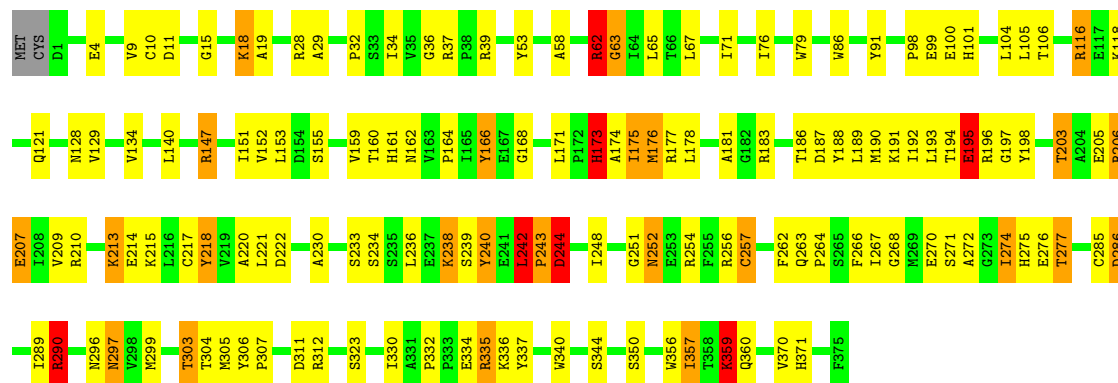 MET CYS D1 E4 V9 C10 D11 G15 K18 A19 R28 A29 P32 S33 I34 V35 G36 R37 P38 R39 Y53 A58 R62 G63 I64 L65 T66 L67 I71 I76 W79 W86 Y91 P98 E99 E100 H101 L104 L105 T106 R116 E117 K118
Q121 N128 V129 V134 L140 R147 I151 V152 L153 D154 S155 V159 T160 H161 N162 V163 P164 I165 Y166 E167 G168 L171 P172 H173 A174 I175 M176 R177 L178 A181 G182 R183 T186 D187 Y188 L189 M190 K191 I192 L193 T194 E195 R196 G197 Y198 T203 A204 E205
E207 I208 V209 R210 K213 E214 K215 L216 C217 Y218 V219 A220 L221 D222 A230 S233 S234 S235 L236 E237 K238 S239 Y240 E241 L242 P243 D244 I248 G251 N252 E253 R254 F255 R256 C257 F262 Q263 P264 S265 F266 I267 G268 M269 E270 S271 A272 G273 I274 H275 E276 T277 C285
I289 R290 N296 N297 V298 M299 T303 T304 M305 Y306 P307 D311 R312 S323 I330 A331 P332 P333 E334 R335 K336 Y337 W340 S344 S350 W356 I357 T358 K359 Q360 V370 H371 F375